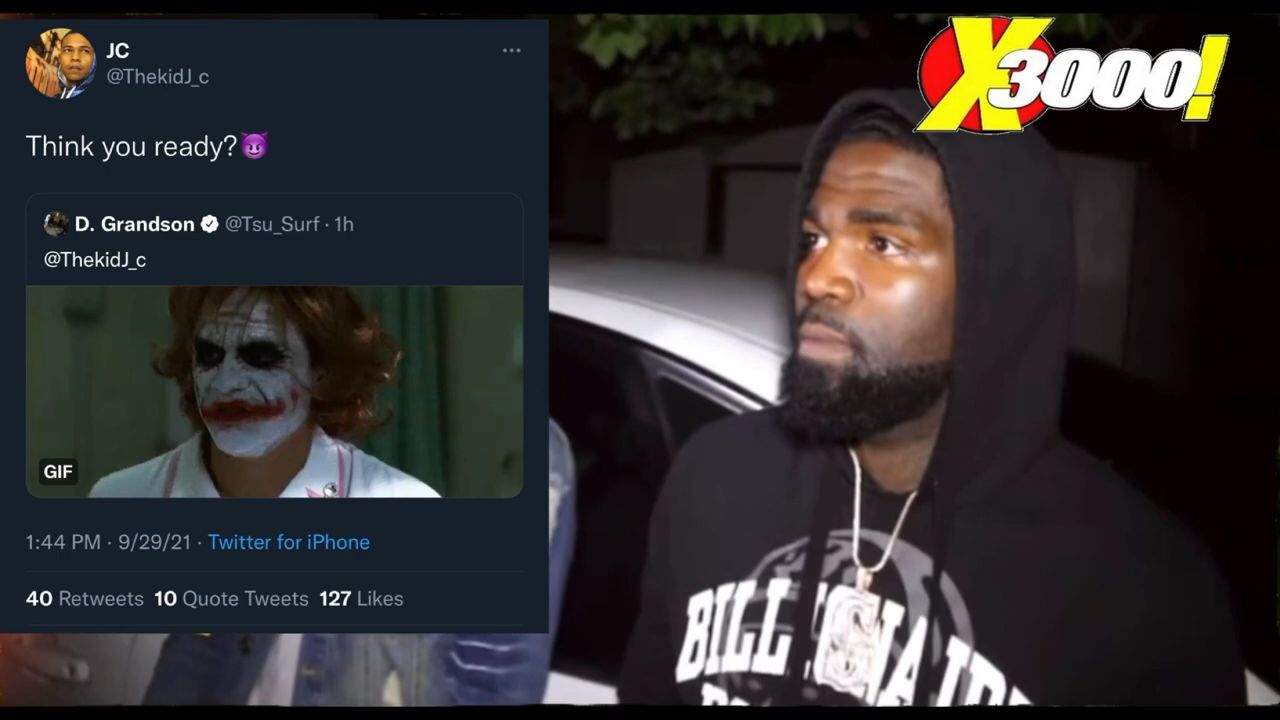 JC
@ThekidJ_c
Think you ready?😈
D. Grandson @Tsu_Surf · 1h
@ThekidJ_c
GIF
1:44 PM · 9/29/21 · Twitter for iPhone
40 Retweets 10 Quote Tweets 127 Likes
X3000!